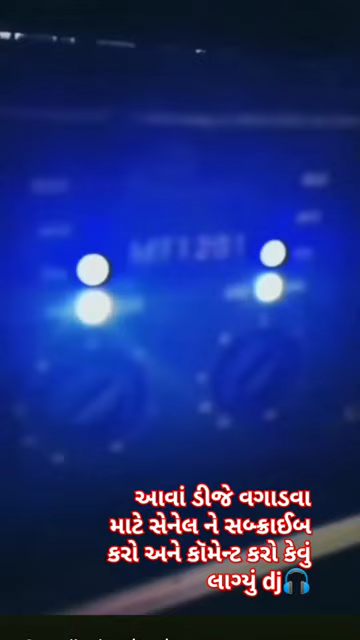 આવાં ડીજે વગાડવા
માટે સેનેલ ને સબ્સ્ક્રાઈબ
કરો અને કૉમેન્ટ કરો કેવું
લાગ્યું dj🎧